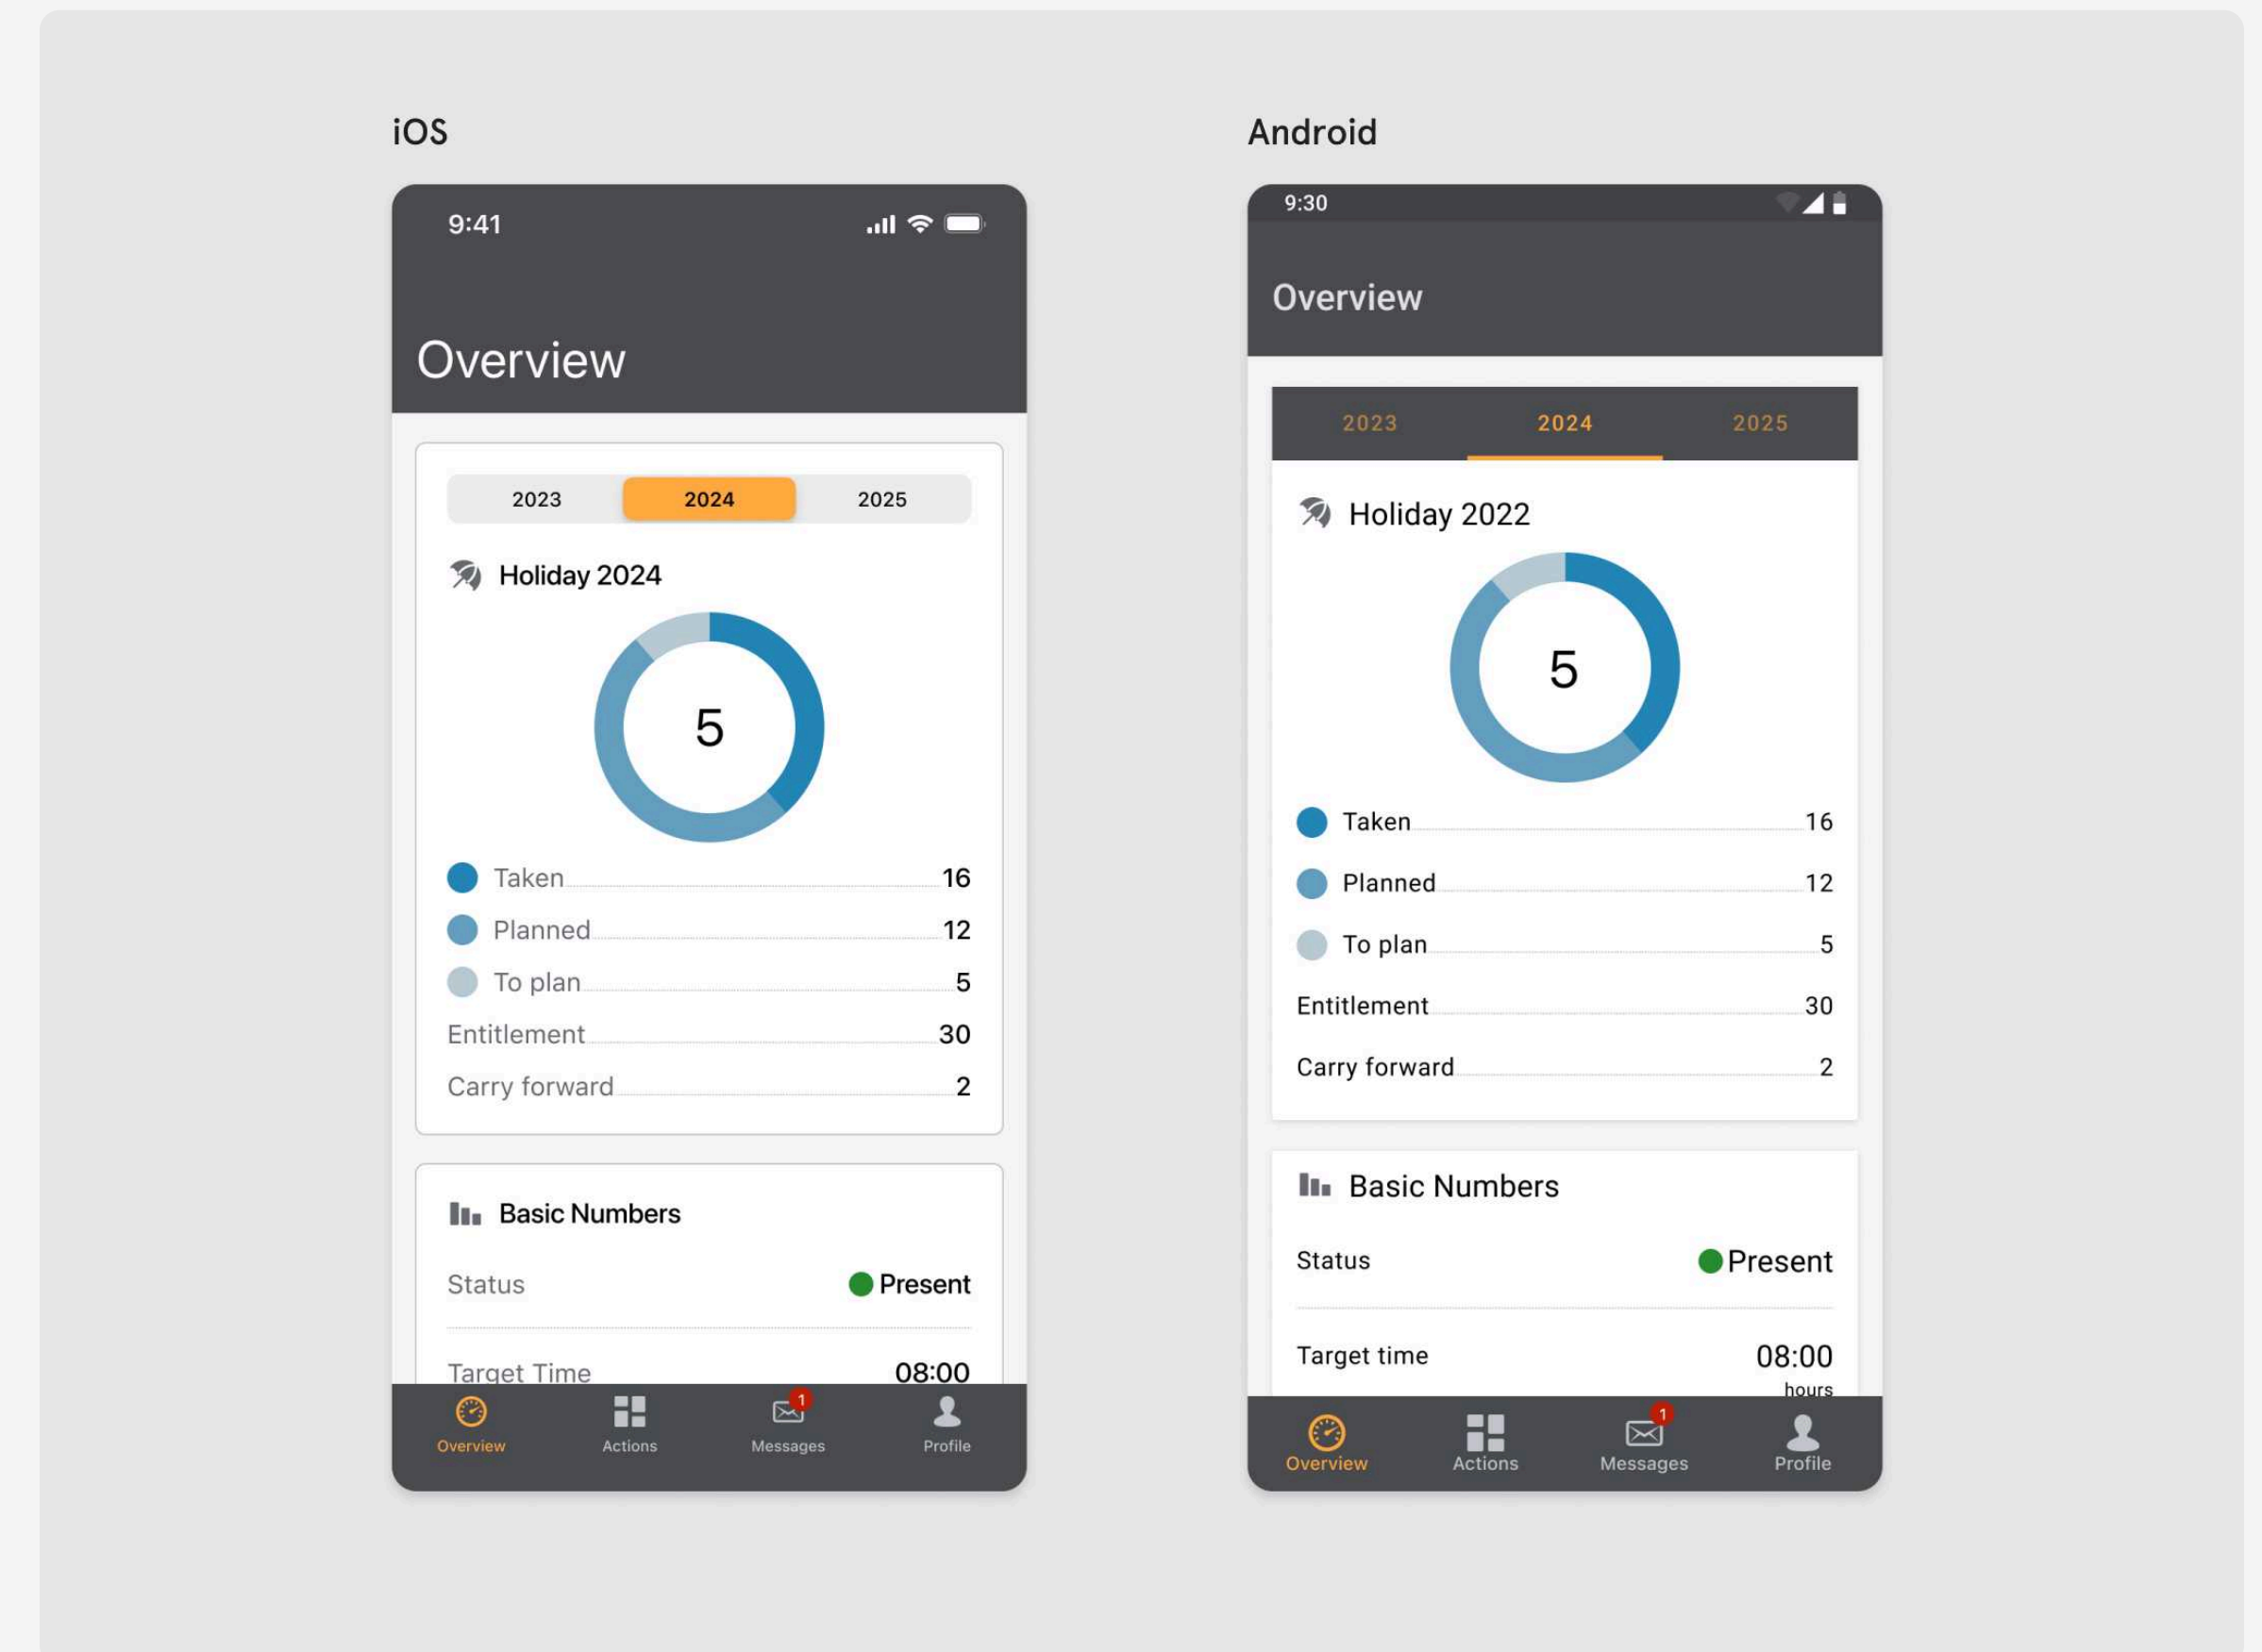 iOS
9:41
Overview
2023 2024 2025
Holiday 2024
5
Taken 16
Planned 12
To plan 5
Entitlement 30
Carry forward 2
Basic Numbers
Status Present
Target Time 08:00
1
Overview Actions Messages Profile
Android
9:30
Overview
2023 2024 2025
Holiday 2022
5
Taken 16
Planned 12
To plan 5
Entitlement 30
Carry forward 2
Basic Numbers
Status Present
Target time 08:00
hours
1
Overview Actions Messages Profile